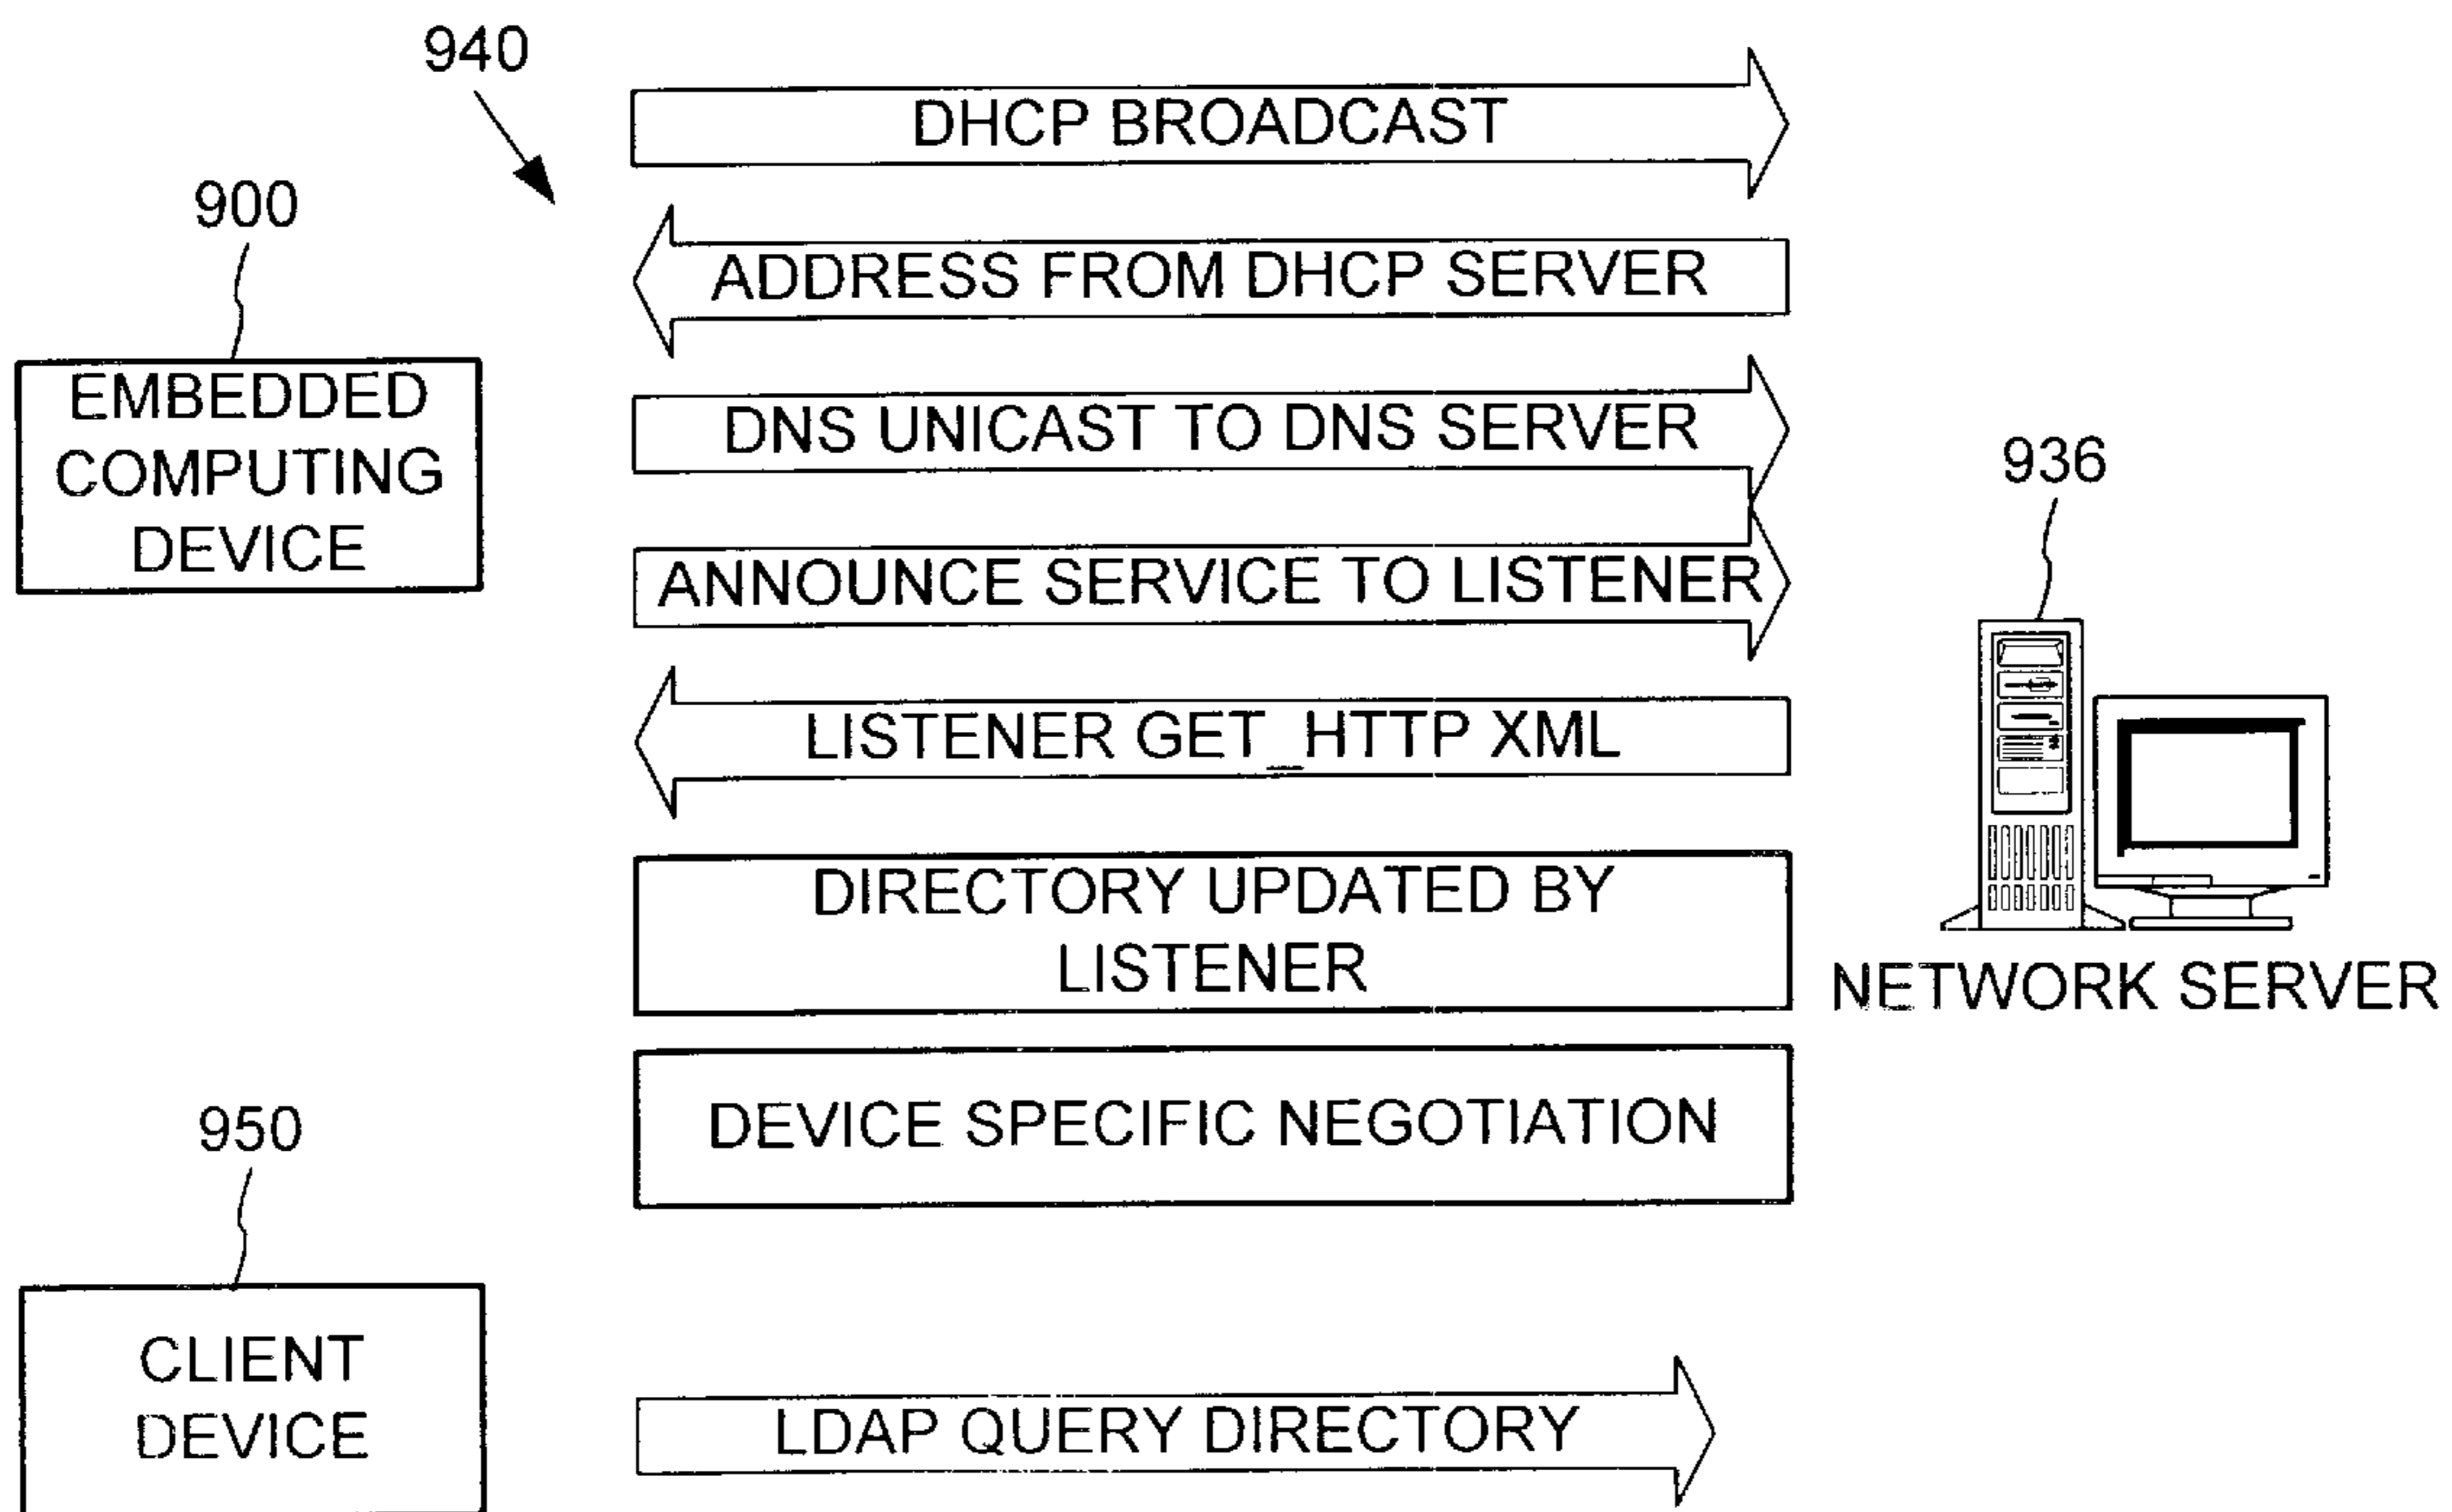 940
DHCP BROADCAST
900
ADDRESS FROM DHCP SERVER
EMBEDDED
COMPUTING
DEVICE
DNS UNICAST TO DNS SERVER
936
ANNOUNCE SERVICE TO LISTENER
LISTENER GET_HTTP XML
DIRECTORY UPDATED BY
LISTENER
NETWORK SERVER
DEVICE SPECIFIC NEGOTIATION
950
CLIENT
DEVICE
LDAP QUERY DIRECTORY